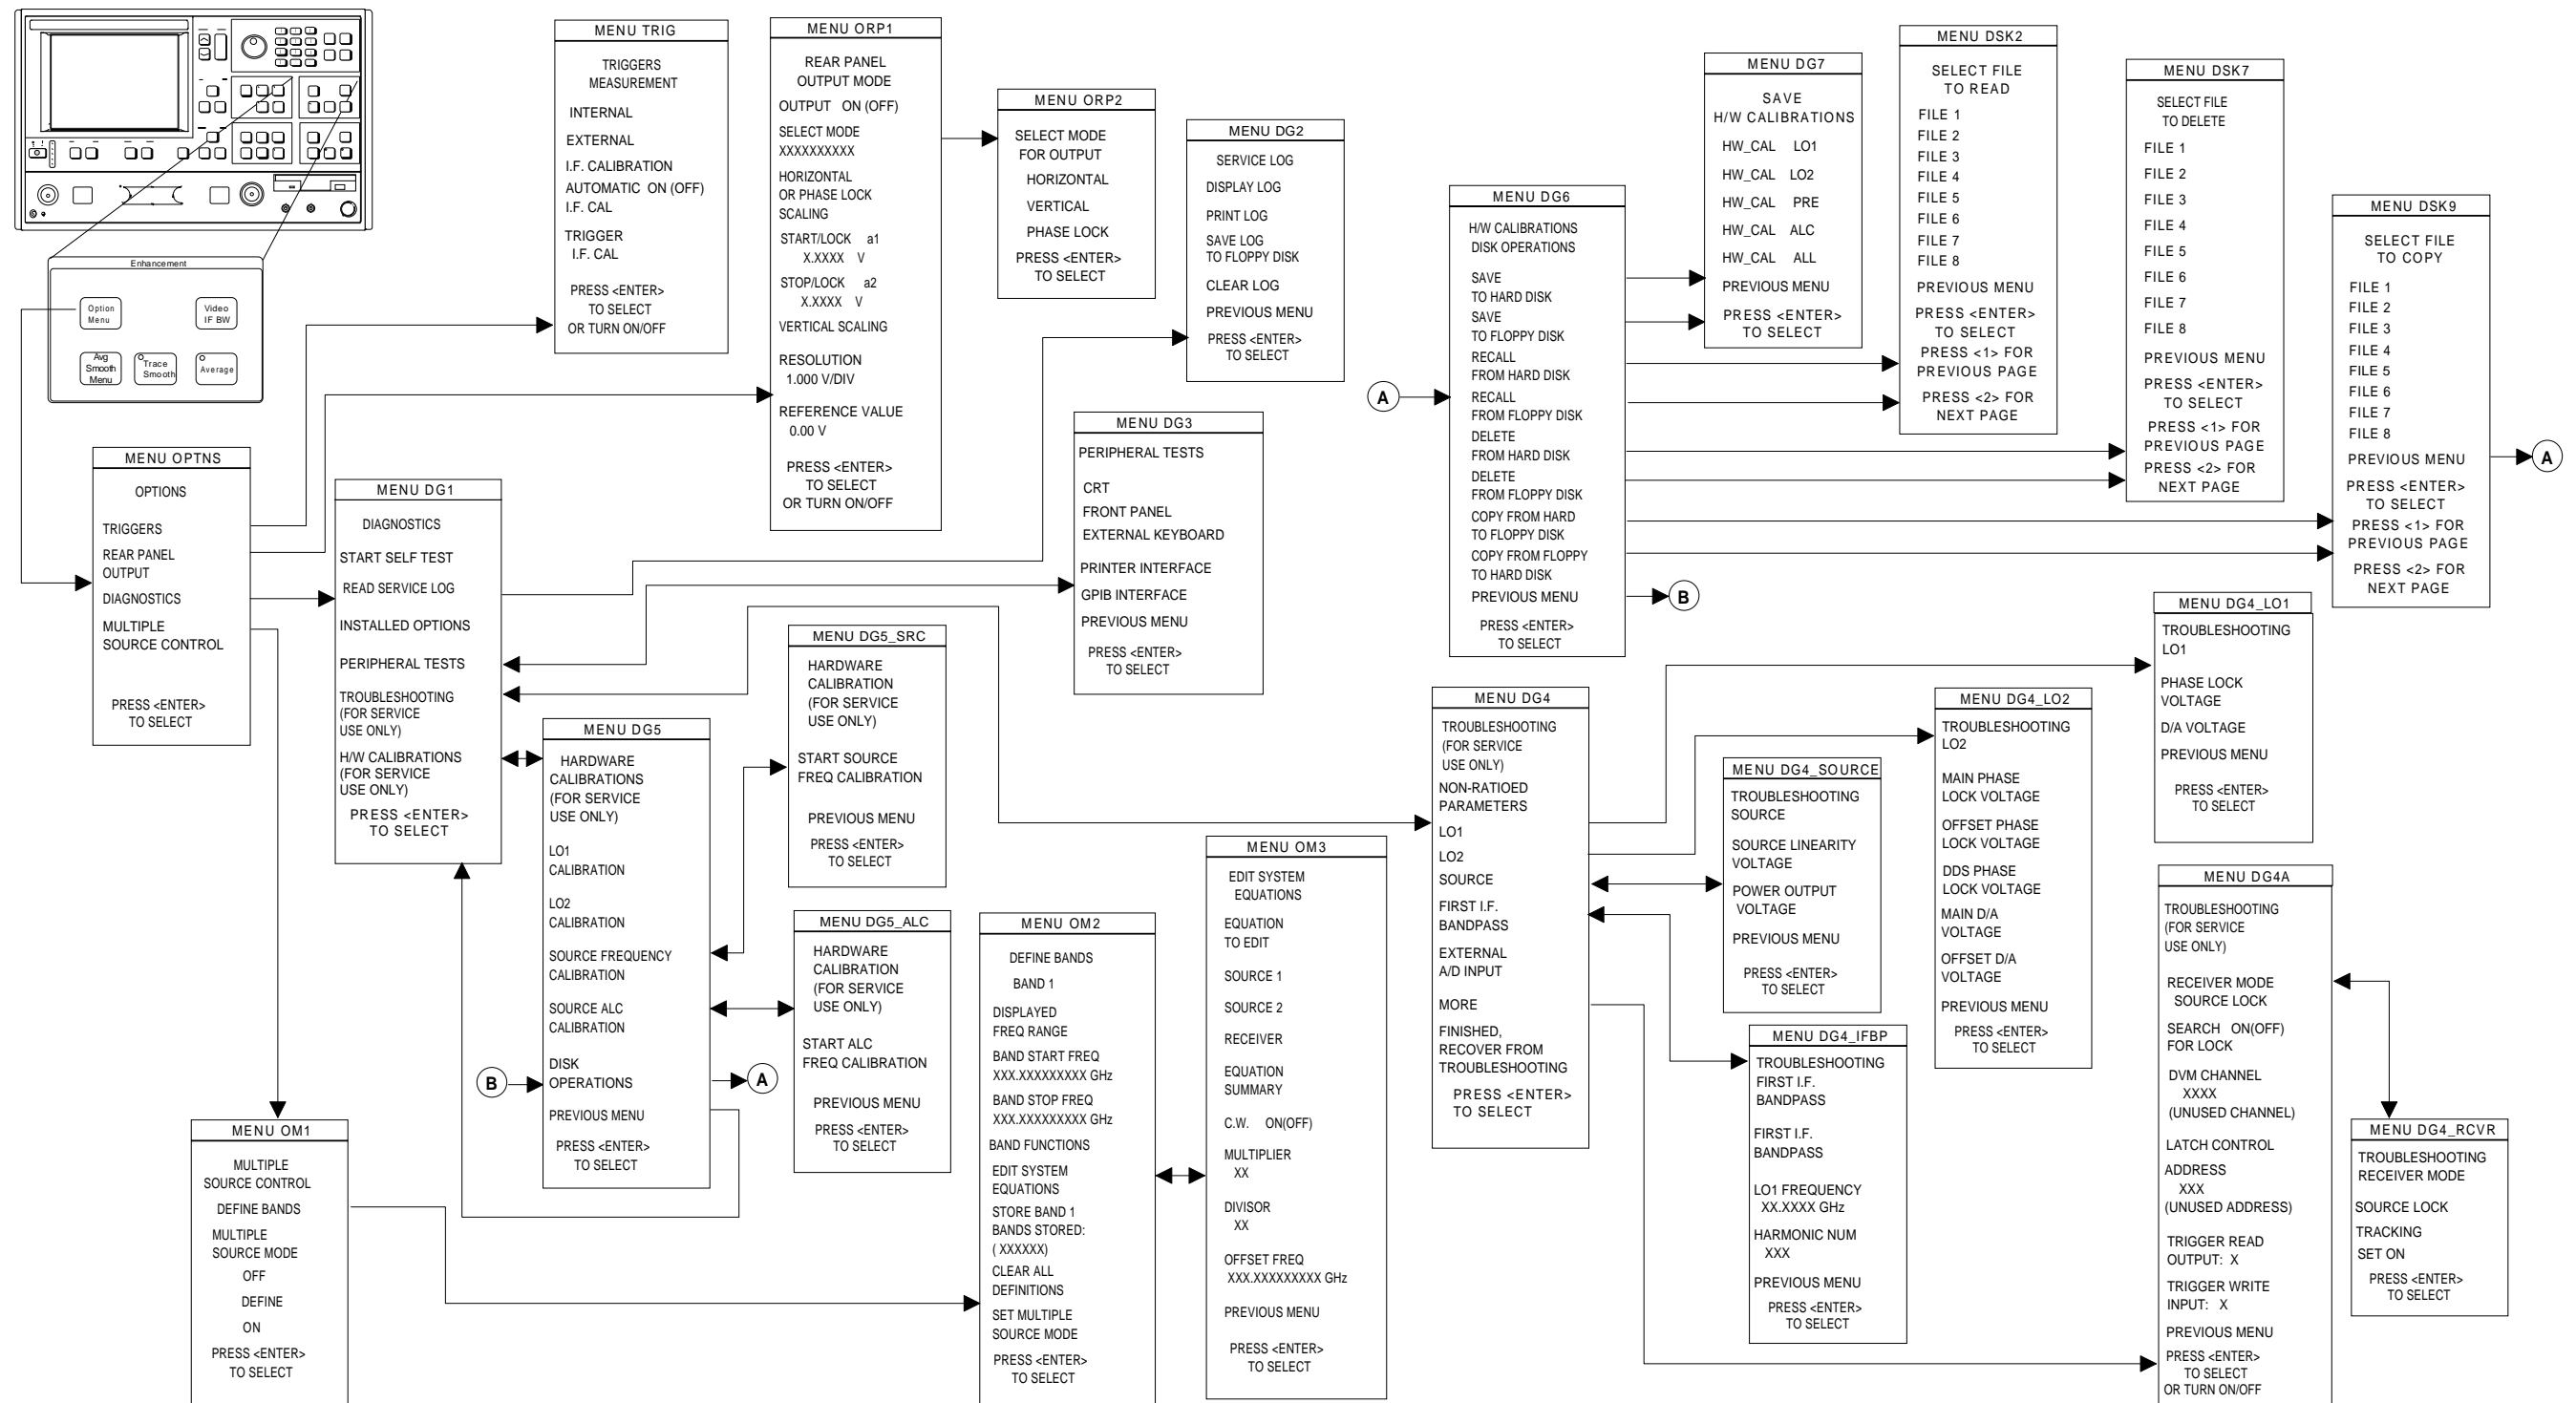 Enhancement
Option
Menu
Video
IF BW
Avg
Smooth
Menu
Trace
Smooth
Average
MENU OPTNS
OPTIONS
TRIGGERS
REAR PANEL
OUTPUT
DIAGNOSTICS
MULTIPLE
SOURCE CONTROL
PRESS <ENTER>
TO SELECT
MENU TRIG
TRIGGERS
MEASUREMENT
INTERNAL
EXTERNAL
I.F. CALIBRATION
AUTOMATIC ON (OFF)
I.F. CAL
TRIGGER
I.F. CAL
PRESS <ENTER>
TO SELECT
OR TURN ON/OFF
MENU ORP1
REAR PANEL
OUTPUT MODE
OUTPUT ON (OFF)
SELECT MODE
XXXXXXXXXX
HORIZONTAL
OR PHASE LOCK
SCALING
START/LOCK a1
X.XXXX V
STOP/LOCK a2
X.XXXX V
VERTICAL SCALING
RESOLUTION
1.000 V/DIV
REFERENCE VALUE
0.00 V
PRESS <ENTER>
TO SELECT
OR TURN ON/OFF
MENU ORP2
SELECT MODE
FOR OUTPUT
HORIZONTAL
VERTICAL
PHASE LOCK
PRESS <ENTER>
TO SELECT
MENU DG2
SERVICE LOG
DISPLAY LOG
PRINT LOG
SAVE LOG
TO FLOPPY DISK
CLEAR LOG
PREVIOUS MENU
PRESS <ENTER>
TO SELECT
MENU DG1
DIAGNOSTICS
START SELF TEST
READ SERVICE LOG
INSTALLED OPTIONS
PERIPHERAL TESTS
TROUBLESHOOTING
(FOR SERVICE
USE ONLY)
H/W CALIBRATIONS
(FOR SERVICE
USE ONLY)
PRESS <ENTER>
TO SELECT
MENU DG3
PERIPHERAL TESTS
CRT
FRONT PANEL
EXTERNAL KEYBOARD
PRINTER INTERFACE
GPIB INTERFACE
PREVIOUS MENU
PRESS <ENTER>
TO SELECT
MENU DG5
HARDWARE
CALIBRATIONS
(FOR SERVICE
USE ONLY)
LO1
CALIBRATION
LO2
CALIBRATION
SOURCE FREQUENCY
CALIBRATION
SOURCE ALC
CALIBRATION
DISK
OPERATIONS
PREVIOUS MENU
PRESS <ENTER>
TO SELECT
B
A
MENU DG5_SRC
HARDWARE
CALIBRATION
(FOR SERVICE
USE ONLY)
START SOURCE
FREQ CALIBRATION
PREVIOUS MENU
PRESS <ENTER>
TO SELECT
MENU DG5_ALC
HARDWARE
CALIBRATION
(FOR SERVICE
USE ONLY)
START ALC
FREQ CALIBRATION
PREVIOUS MENU
PRESS <ENTER>
TO SELECT
MENU OM1
MULTIPLE
SOURCE CONTROL
DEFINE BANDS
MULTIPLE
SOURCE MODE
OFF
DEFINE
ON
PRESS <ENTER>
TO SELECT
MENU OM2
DEFINE BANDS
BAND 1
DISPLAYED
FREQ RANGE
BAND START FREQ
XXX.XXXXXXXXX GHz
BAND STOP FREQ
XXX.XXXXXXXXX GHz
BAND FUNCTIONS
EDIT SYSTEM
EQUATIONS
STORE BAND 1
BANDS STORED:
( XXXXXX)
CLEAR ALL
DEFINITIONS
SET MULTIPLE
SOURCE MODE
PRESS <ENTER>
TO SELECT
MENU OM3
EDIT SYSTEM
EQUATIONS
EQUATION
TO EDIT
SOURCE 1
SOURCE 2
RECEIVER
EQUATION
SUMMARY
C.W. ON(OFF)
MULTIPLIER
XX
DIVISOR
XX
OFFSET FREQ
XXX.XXXXXXXXX GHz
PREVIOUS MENU
PRESS <ENTER>
TO SELECT
A
MENU DG6
H/W CALIBRATIONS
DISK OPERATIONS
SAVE
TO HARD DISK
SAVE
TO FLOPPY DISK
RECALL
FROM HARD DISK
RECALL
FROM FLOPPY DISK
DELETE
FROM HARD DISK
DELETE
FROM FLOPPY DISK
COPY FROM HARD
TO FLOPPY DISK
COPY FROM FLOPPY
TO HARD DISK
PREVIOUS MENU
PRESS <ENTER>
TO SELECT
B
MENU DG7
SAVE
H/W CALIBRATIONS
HW_CAL LO1
HW_CAL LO2
HW_CAL PRE
HW_CAL ALC
HW_CAL ALL
PREVIOUS MENU
PRESS <ENTER>
TO SELECT
MENU DSK2
SELECT FILE
TO READ
FILE 1
FILE 2
FILE 3
FILE 4
FILE 5
FILE 6
FILE 7
FILE 8
PREVIOUS MENU
PRESS <ENTER>
TO SELECT
PRESS <1> FOR
PREVIOUS PAGE
PRESS <2> FOR
NEXT PAGE
MENU DSK7
SELECT FILE
TO DELETE
FILE 1
FILE 2
FILE 3
FILE 4
FILE 5
FILE 6
FILE 7
FILE 8
PREVIOUS MENU
PRESS <ENTER>
TO SELECT
PRESS <1> FOR
PREVIOUS PAGE
PRESS <2> FOR
NEXT PAGE
MENU DSK9
SELECT FILE
TO COPY
FILE 1
FILE 2
FILE 3
FILE 4
FILE 5
FILE 6
FILE 7
FILE 8
PREVIOUS MENU
PRESS <ENTER>
TO SELECT
PRESS <1> FOR
PREVIOUS PAGE
PRESS <2> FOR
NEXT PAGE
A
MENU DG4
TROUBLESHOOTING
(FOR SERVICE
USE ONLY)
NON-RATIOED
PARAMETERS
LO1
LO2
SOURCE
FIRST I.F.
BANDPASS
EXTERNAL
A/D INPUT
MORE
FINISHED,
RECOVER FROM
TROUBLESHOOTING
PRESS <ENTER>
TO SELECT
MENU DG4_SOURCE
TROUBLESHOOTING
SOURCE
SOURCE LINEARITY
VOLTAGE
POWER OUTPUT
VOLTAGE
PREVIOUS MENU
PRESS <ENTER>
TO SELECT
MENU DG4_IFBP
TROUBLESHOOTING
FIRST I.F.
BANDPASS
FIRST I.F.
BANDPASS
LO1 FREQUENCY
XX.XXXX GHz
HARMONIC NUM
XXX
PREVIOUS MENU
PRESS <ENTER>
TO SELECT
MENU DG4_LO2
TROUBLESHOOTING
LO2
MAIN PHASE
LOCK VOLTAGE
OFFSET PHASE
LOCK VOLTAGE
DDS PHASE
LOCK VOLTAGE
MAIN D/A
VOLTAGE
OFFSET D/A
VOLTAGE
PREVIOUS MENU
PRESS <ENTER>
TO SELECT
MENU DG4_LO1
TROUBLESHOOTING
LO1
PHASE LOCK
VOLTAGE
D/A VOLTAGE
PREVIOUS MENU
PRESS <ENTER>
TO SELECT
MENU DG4A
TROUBLESHOOTING
(FOR SERVICE
USE ONLY)
RECEIVER MODE
SOURCE LOCK
SEARCH ON(OFF)
FOR LOCK
DVM CHANNEL
XXXX
(UNUSED CHANNEL)
LATCH CONTROL
ADDRESS
XXX
(UNUSED ADDRESS)
TRIGGER READ
OUTPUT: X
TRIGGER WRITE
INPUT: X
PREVIOUS MENU
PRESS <ENTER>
TO SELECT
OR TURN ON/OFF
MENU DG4_RCVR
TROUBLESHOOTING
RECEIVER MODE
SOURCE LOCK
TRACKING
SET ON
PRESS <ENTER>
TO SELECT